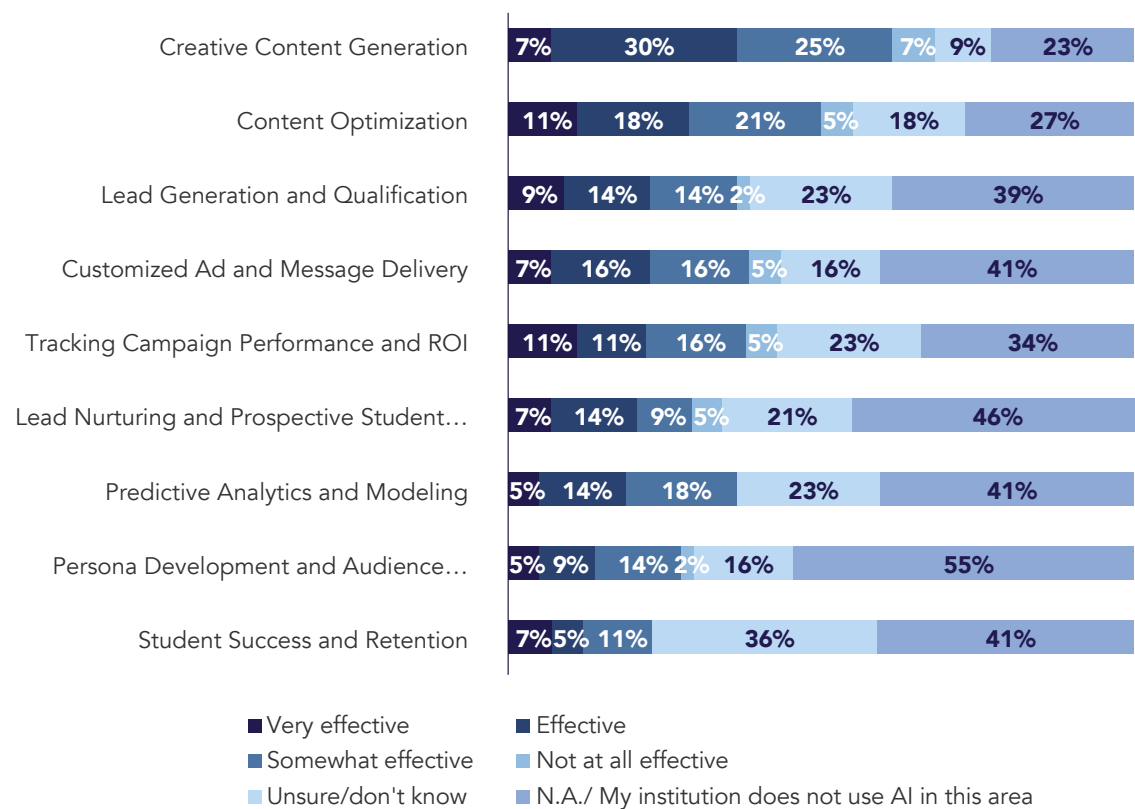 Creative Content Generation 7% 30% 25% 7% 9% 23%
Content Optimization 11% 18% 21% 5% 18% 27%
Lead Generation and Qualification 9% 14% 14% 2% 23% 39%
Customized Ad and Message Delivery 7% 16% 16% 5% 16% 41%
Tracking Campaign Performance and ROI 11% 11% 16% 5% 23% 34%
Lead Nurturing and Prospective Student… 7% 14% 9% 5% 21% 46%
Predictive Analytics and Modeling 5% 14% 18% 23% 41%
Persona Development and Audience… 5% 9% 14% 2% 16% 55%
Student Success and Retention 7% 5% 11% 36% 41%
Very effective Effective
Somewhat effective Not at all effective
Unsure/don't know N.A./ My institution does not use AI in this area